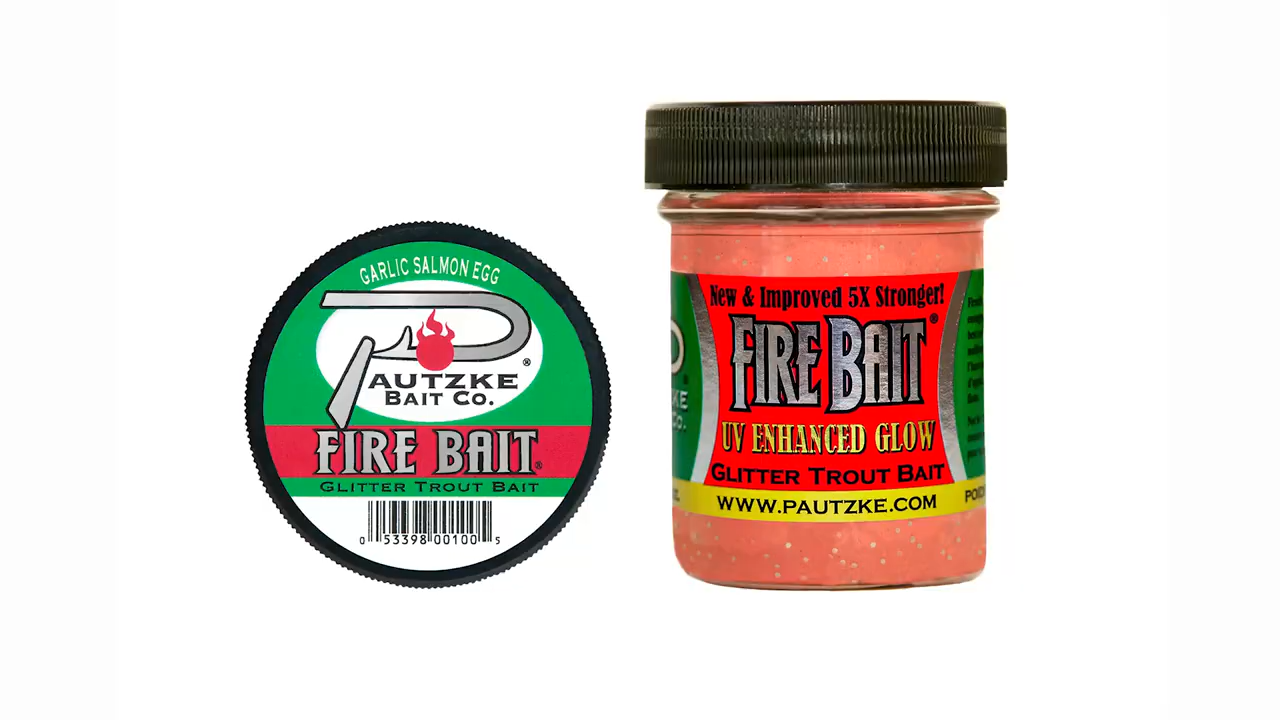 GARLIC SALMON EGG
PAUTZKE
BAIT CO.
FIRE BAIT®
GLITTER TROUT BAIT
0 53398 00100 5
New & Improved 5X Stronger!
FIRE BAIT®
UV ENHANCED GLOW
GLITTER TROUT BAIT
WWW.PAUTZKE.COM